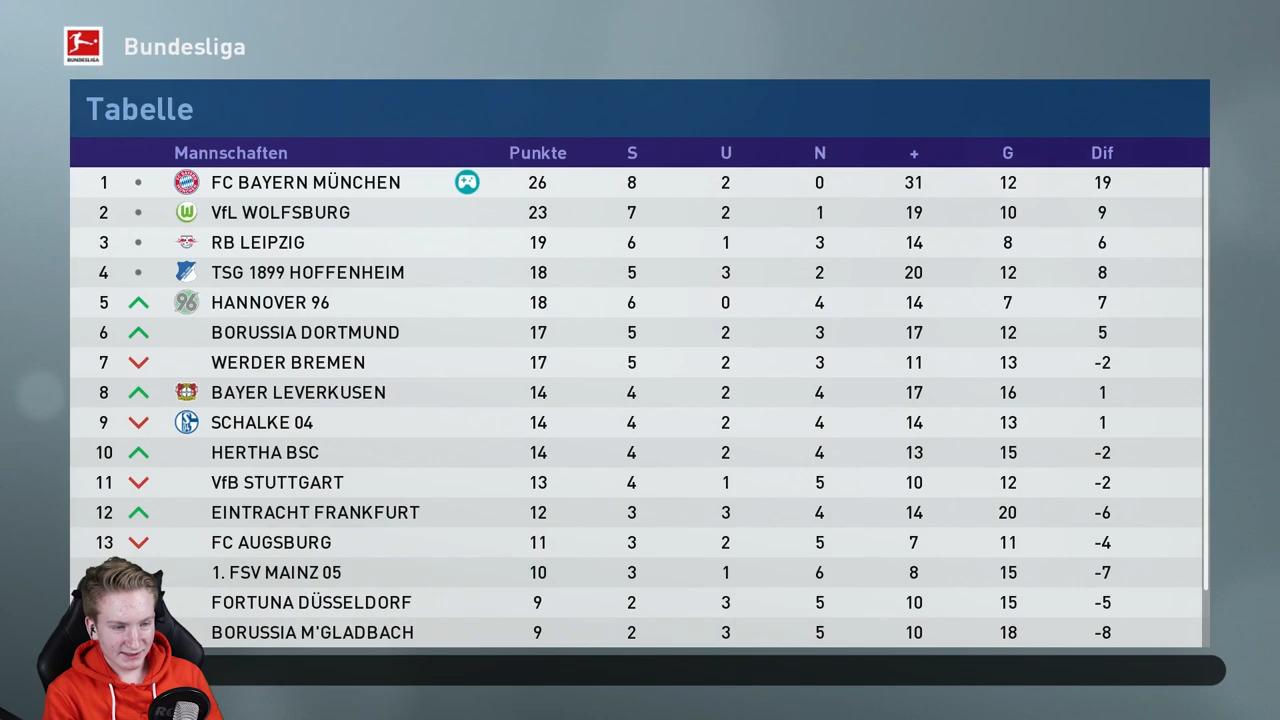 Bundesliga
BUNDESLIGA
Tabelle
Mannschaften Punkte S U N + G Dif
1 FC BAYERN MÜNCHEN 26 8 2 0 31 12 19
2 VfL WOLFSBURG 23 7 2 1 19 10 9
3 RB LEIPZIG 19 6 1 3 14 8 6
4 TSG 1899 HOFFENHEIM 18 5 3 2 20 12 8
5 HANNOVER 96 18 6 0 4 14 7 7
6 BORUSSIA DORTMUND 17 5 2 3 17 12 5
7 WERDER BREMEN 17 5 2 3 11 13 -2
8 BAYER LEVERKUSEN 14 4 2 4 17 16 1
9 SCHALKE 04 14 4 2 4 14 13 1
10 HERTHA BSC 14 4 2 4 13 15 -2
11 VfB STUTTGART 13 4 1 5 10 12 -2
12 EINTRACHT FRANKFURT 12 3 3 4 14 20 -6
13 FC AUGSBURG 11 3 2 5 7 11 -4
1. FSV MAINZ 05 10 3 1 6 8 15 -7
FORTUNA DÜSSELDORF 9 2 3 5 10 15 -5
BORUSSIA M'GLADBACH 9 2 3 5 10 18 -8